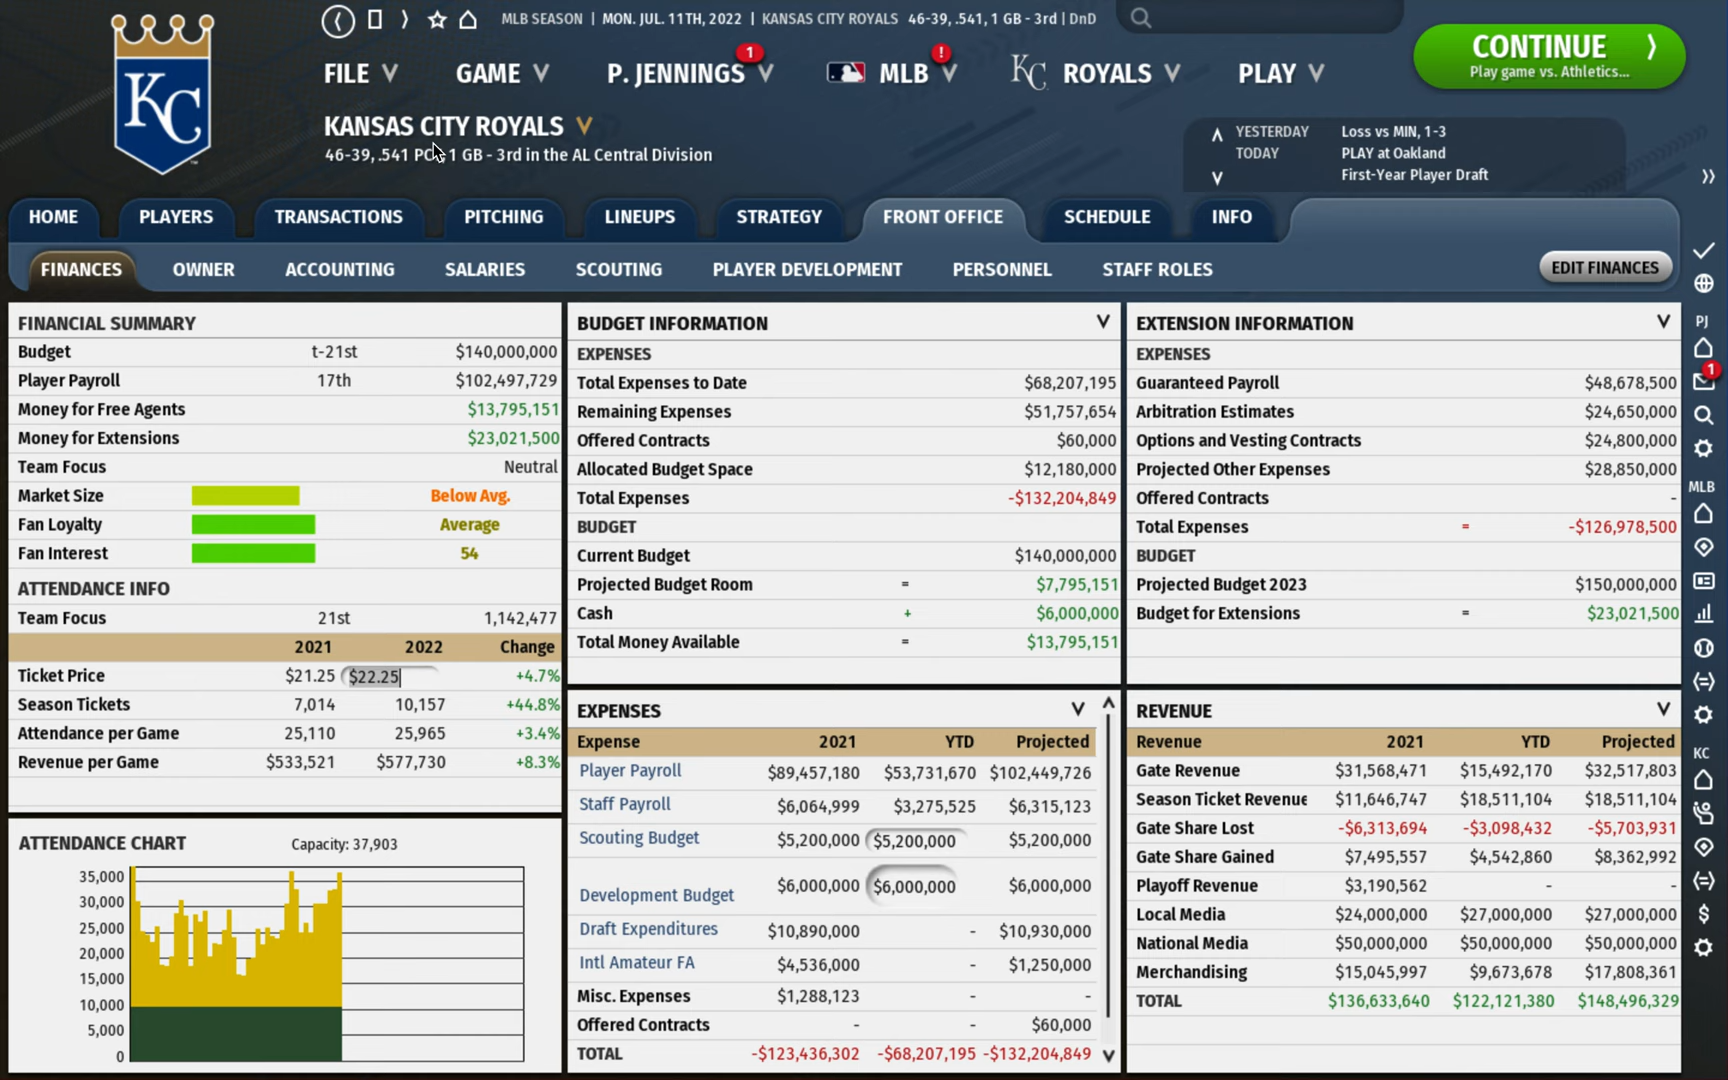 MLB SEASON | MON. JUL. 11TH, 2022 | KANSAS CITY ROYALS 46-39, .541, 1 GB - 3rd | DnD
FILE GAME P. JENNINGS 1 MLB ! KC ROYALS PLAY
CONTINUE
Play game vs. Athletics...
KC
KANSAS CITY ROYALS
46-39, .541 PC 1 GB - 3rd in the AL Central Division
YESTERDAY Loss vs MIN, 1-3
TODAY PLAY at Oakland
First-Year Player Draft
HOME PLAYERS TRANSACTIONS PITCHING LINEUPS STRATEGY FRONT OFFICE SCHEDULE INFO
FINANCES OWNER ACCOUNTING SALARIES SCOUTING PLAYER DEVELOPMENT PERSONNEL STAFF ROLES EDIT FINANCES
FINANCIAL SUMMARY
Budget t-21st $140,000,000
Player Payroll 17th $102,497,729
Money for Free Agents $13,795,151
Money for Extensions $23,021,500
Team Focus Neutral
Market Size Below Avg.
Fan Loyalty Average
Fan Interest 54
ATTENDANCE INFO
Team Focus 21st 1,142,477
2021 2022 Change
Ticket Price $21.25 $22.25 +4.7%
Season Tickets 7,014 10,157 +44.8%
Attendance per Game 25,110 25,965 +3.4%
Revenue per Game $533,521 $577,730 +8.3%
ATTENDANCE CHART Capacity: 37,903
35,000
30,000
25,000
20,000
15,000
10,000
5,000
0
BUDGET INFORMATION
EXPENSES
Total Expenses to Date $68,207,195
Remaining Expenses $51,757,654
Offered Contracts $60,000
Allocated Budget Space $12,180,000
Total Expenses -$132,204,849
BUDGET
Current Budget $140,000,000
Projected Budget Room = $7,795,151
Cash + $6,000,000
Total Money Available = $13,795,151
EXPENSES
Expense 2021 YTD Projected
Player Payroll $89,457,180 $53,731,670 $102,449,726
Staff Payroll $6,064,999 $3,275,525 $6,315,123
Scouting Budget $5,200,000 $5,200,000 $5,200,000
Development Budget $6,000,000 $6,000,000 $6,000,000
Draft Expenditures $10,890,000 - $10,930,000
Intl Amateur FA $4,536,000 - $1,250,000
Misc. Expenses $1,288,123 - -
Offered Contracts - - $60,000
TOTAL -$123,436,302 -$68,207,195 -$132,204,849
EXTENSION INFORMATION
EXPENSES
Guaranteed Payroll $48,678,500
Arbitration Estimates $24,650,000
Options and Vesting Contracts $24,800,000
Projected Other Expenses $28,850,000
Offered Contracts -
Total Expenses = -$126,978,500
BUDGET
Projected Budget 2023 $150,000,000
Budget for Extensions = $23,021,500
REVENUE
Revenue 2021 YTD Projected
Gate Revenue $31,568,471 $15,492,170 $32,517,803
Season Ticket Revenue $11,646,747 $18,511,104 $18,511,104
Gate Share Lost -$6,313,694 -$3,098,432 -$5,703,931
Gate Share Gained $7,495,557 $4,542,860 $8,362,992
Playoff Revenue $3,190,562 - -
Local Media $24,000,000 $27,000,000 $27,000,000
National Media $50,000,000 $50,000,000 $50,000,000
Merchandising $15,045,997 $9,673,678 $17,808,361
TOTAL $136,633,640 $122,121,380 $148,496,329
PJ
1
MLB
KC
$